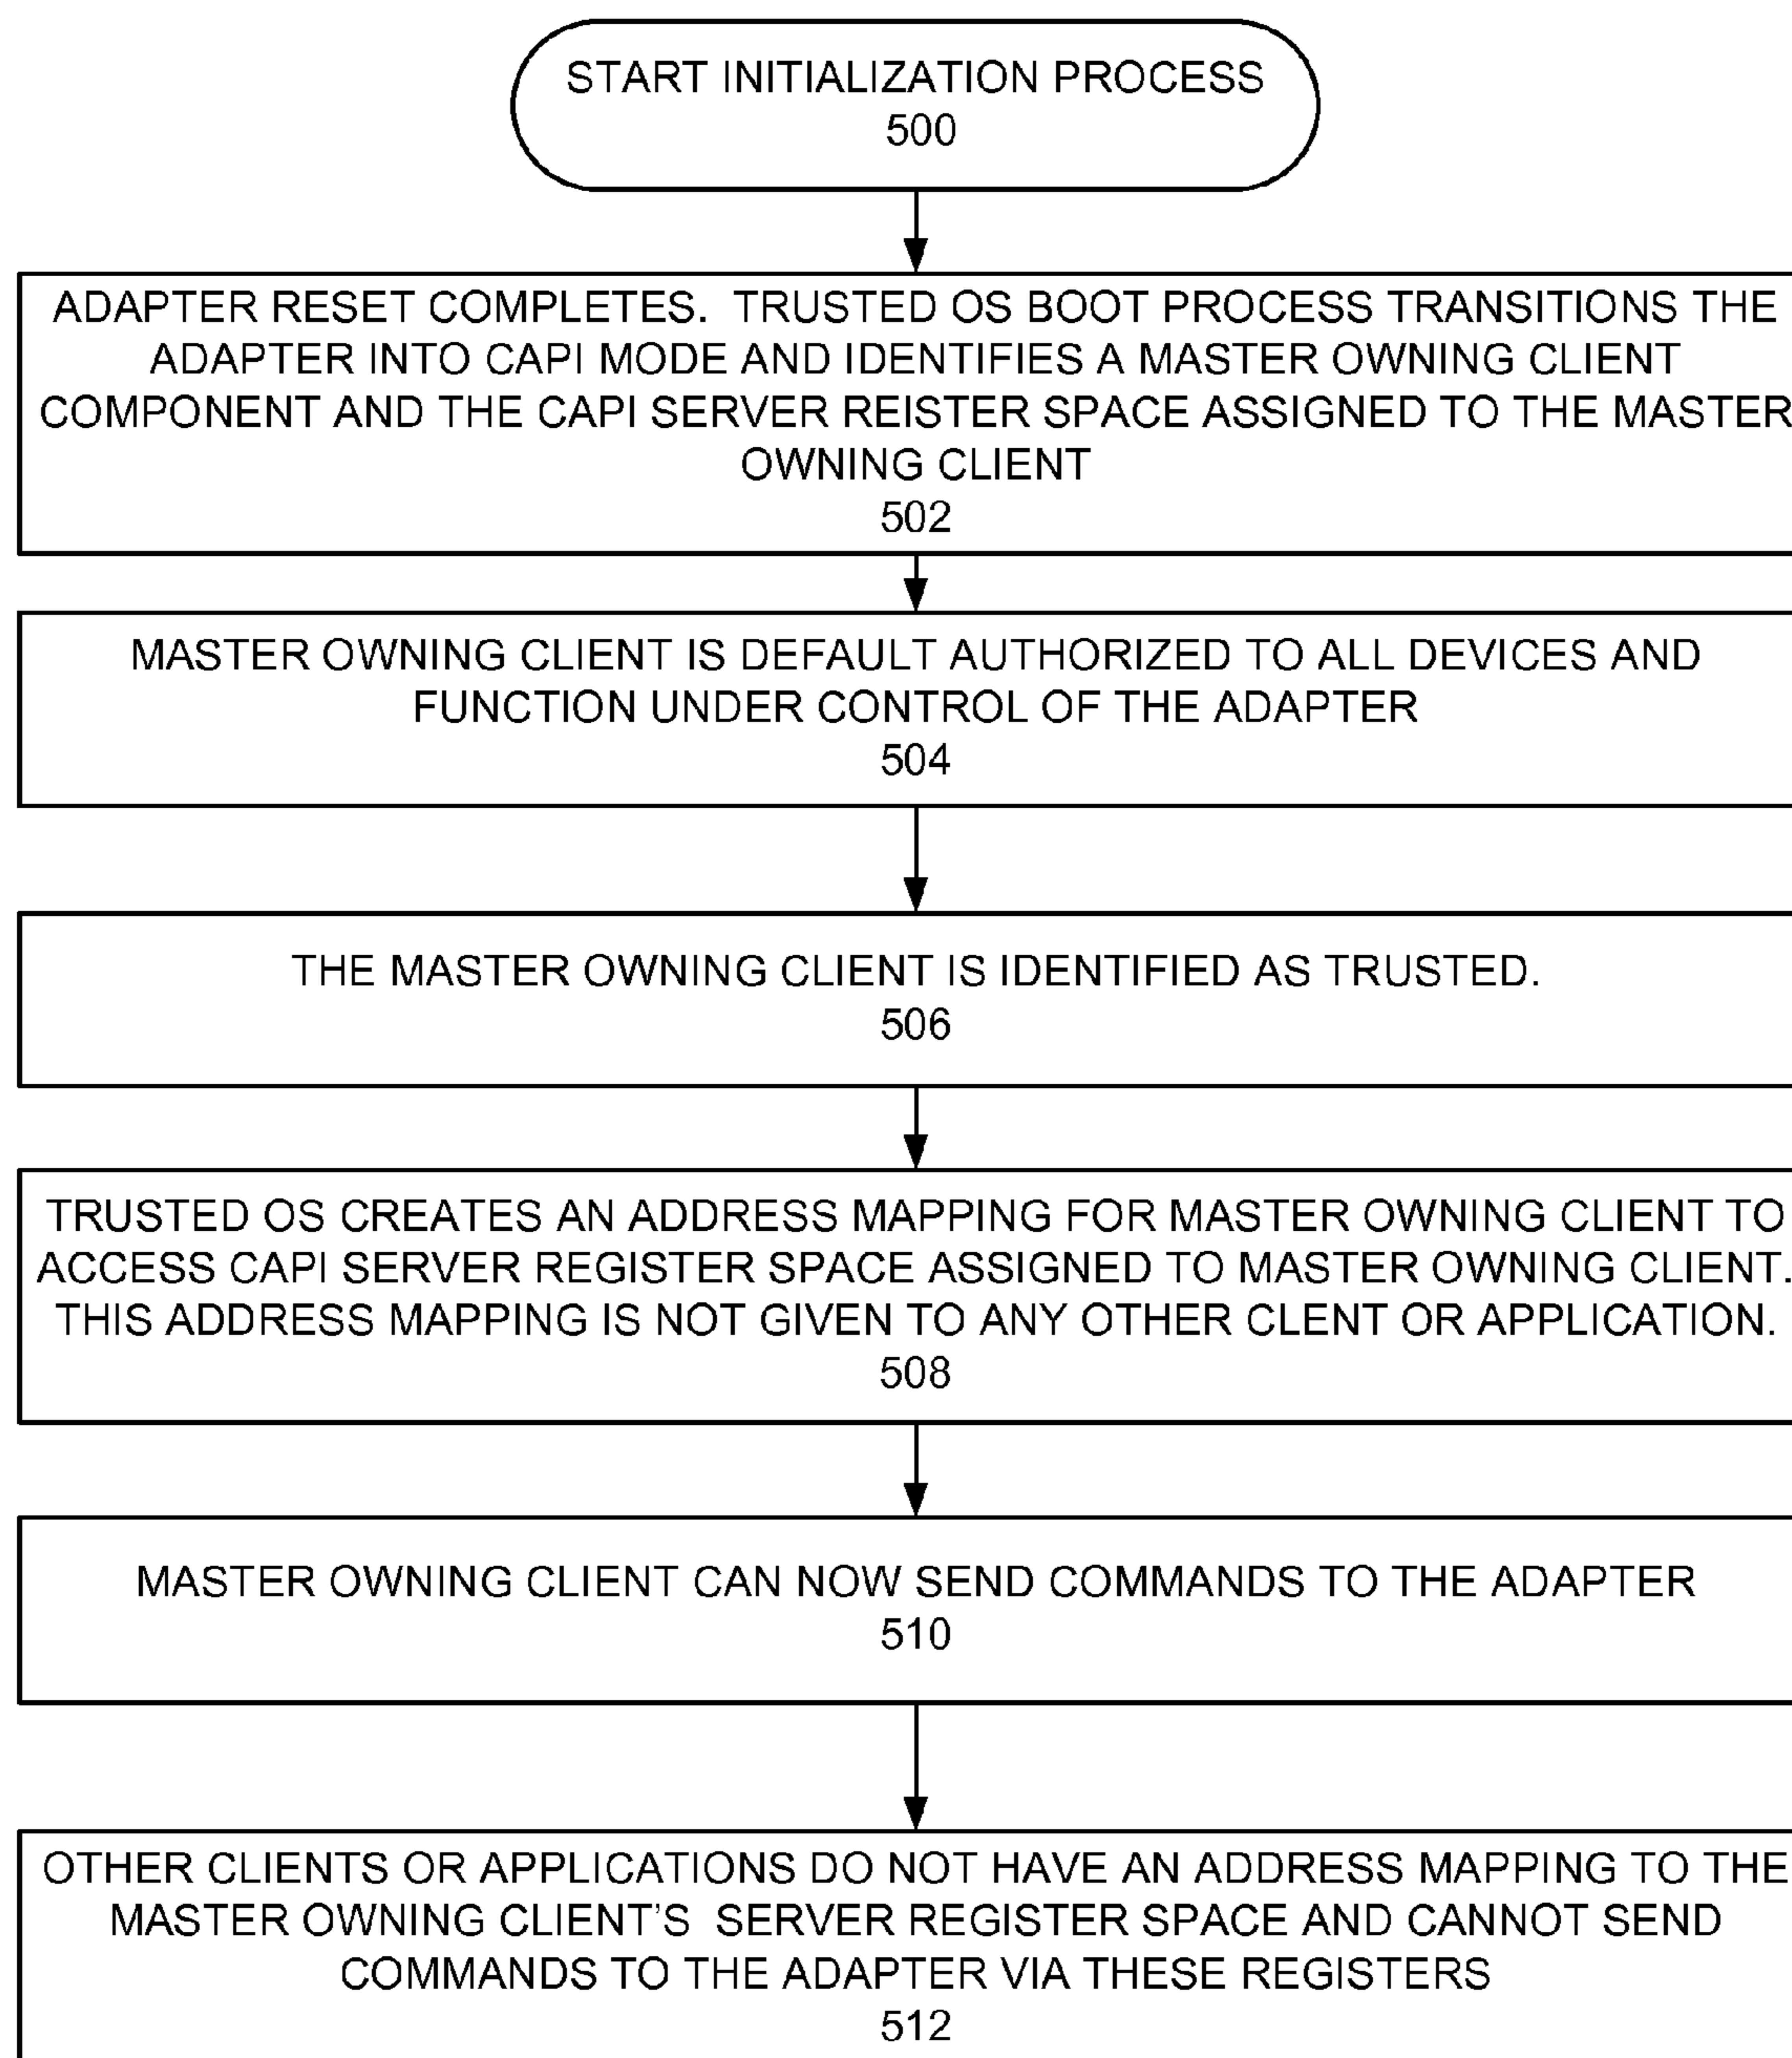 START INITIALIZATION PROCESS
500
ADAPTER RESET COMPLETES. TRUSTED OS BOOT PROCESS TRANSITIONS THE
ADAPTER INTO CAPI MODE AND IDENTIFIES A MASTER OWNING CLIENT
COMPONENT AND THE CAPI SERVER REISTER SPACE ASSIGNED TO THE MASTER
OWNING CLIENT
502
MASTER OWNING CLIENT IS DEFAULT AUTHORIZED TO ALL DEVICES AND
FUNCTION UNDER CONTROL OF THE ADAPTER
504
THE MASTER OWNING CLIENT IS IDENTIFIED AS TRUSTED.
506
TRUSTED OS CREATES AN ADDRESS MAPPING FOR MASTER OWNING CLIENT TO
ACCESS CAPI SERVER REGISTER SPACE ASSIGNED TO MASTER OWNING CLIENT.
THIS ADDRESS MAPPING IS NOT GIVEN TO ANY OTHER CLENT OR APPLICATION.
508
MASTER OWNING CLIENT CAN NOW SEND COMMANDS TO THE ADAPTER
510
OTHER CLIENTS OR APPLICATIONS DO NOT HAVE AN ADDRESS MAPPING TO THE
MASTER OWNING CLIENT'S SERVER REGISTER SPACE AND CANNOT SEND
COMMANDS TO THE ADAPTER VIA THESE REGISTERS
512